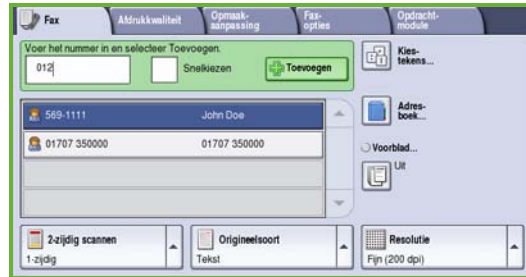 Fax
Afdrukkwaliteit
Opmaak-
aanpassing
Fax-
opties
Opdracht-
module
Voer het nummer in en selecteer Toevoegen.
012
Snelkiezen
Toevoegen
Kies-
tekens...
569-1111 John Doe
01707 350000 01707 350000
Adres-
boek...
Voorblad...
Uit
2-zijdig scannen
1-zijdig
Origineelsoort
Tekst
Resolutie
Fijn (200 dpi)